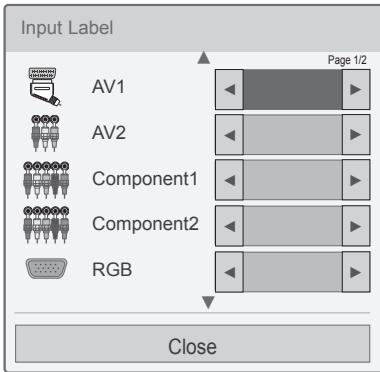 Input Label
Page 1/2
AV1
AV2
Component1
Component2
RGB
Close